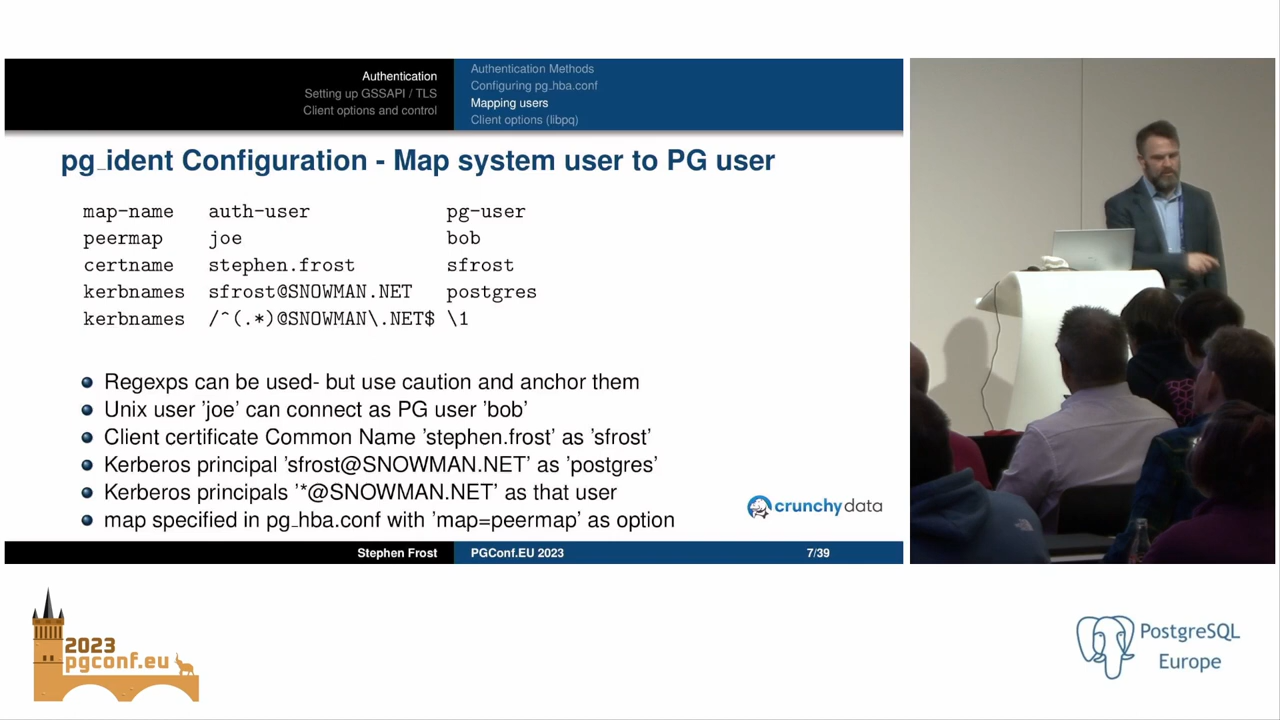 Authentication
Setting up GSSAPI / TLS
Client options and control
Authentication Methods
Configuring pg_hba.conf
Mapping users
Client options (libpq)
pg_ident Configuration - Map system user to PG user
map-name auth-user pg-user
peermap joe bob
certname stephen.frost sfrost
kerbnames sfrost@SNOWMAN.NET postgres
kerbnames /^(.*)@SNOWMAN\.NET$ \1
Regexps can be used- but use caution and anchor them
Unix user 'joe' can connect as PG user 'bob'
Client certificate Common Name 'stephen.frost' as 'sfrost'
Kerberos principal 'sfrost@SNOWMAN.NET' as 'postgres'
Kerberos principals '*@SNOWMAN.NET' as that user
map specified in pg_hba.conf with 'map=peermap' as option
crunchydata
Stephen Frost PGConf.EU 2023 7/39
2023
pgconf.eu
PostgreSQL
Europe